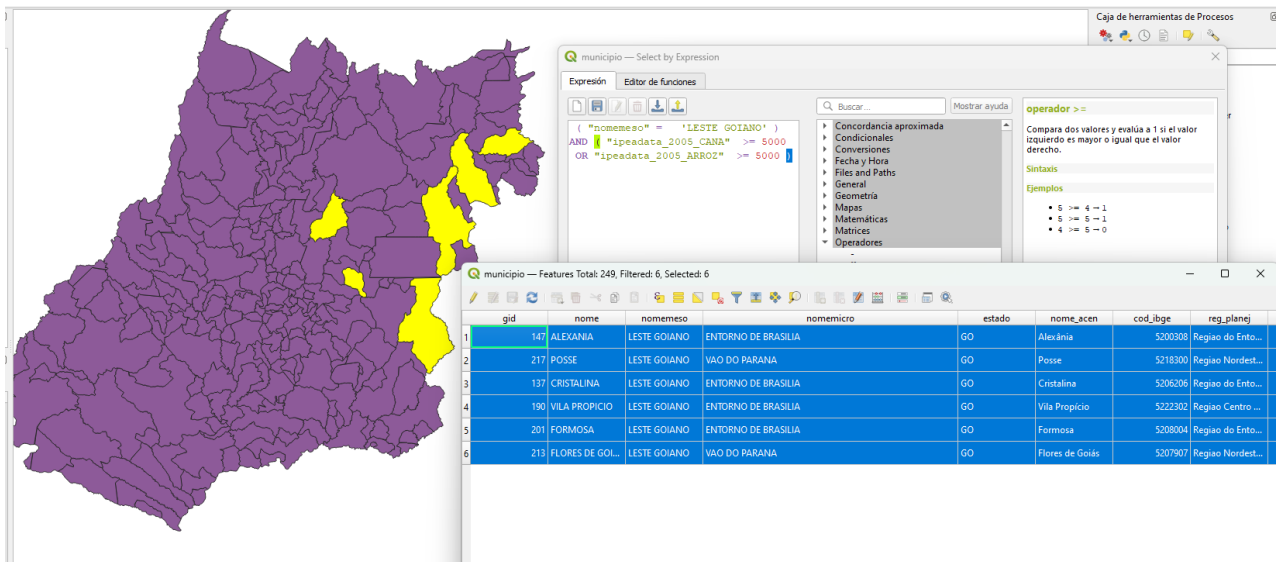 Caja de herramientas de Procesos
municipio — Select by Expression
Expresión Editor de funciones
Buscar... Mostrar ayuda
( "nomemeso" = 'LESTE GOIANO' )
AND ( "ipeadata_2005_CANA" >= 5000
OR "ipeadata_2005_ARROZ" >= 5000 )
Concordancia aproximada
Condicionales
Conversiones
Fecha y Hora
Files and Paths
General
Geometría
Mapas
Matemáticas
Matrices
Operadores
-
operador >=
Compara dos valores y evalúa a 1 si el valor
izquierdo es mayor o igual que el valor
derecho.
Sintaxis
Ejemplos
• 5 >= 4 → 1
• 5 >= 5 → 1
• 4 >= 5 → 0
municipio — Features Total: 249, Filtered: 6, Selected: 6
gid nome nomemeso nomemicro estado nome_acen cod_ibge reg_planej
1 147 ALEXANIA LESTE GOIANO ENTORNO DE BRASILIA GO Alexânia 5200308 Regiao do Ento...
2 217 POSSE LESTE GOIANO VAO DO PARANA GO Posse 5218300 Regiao Nordest...
3 137 CRISTALINA LESTE GOIANO ENTORNO DE BRASILIA GO Cristalina 5206206 Regiao do Ento...
4 190 VILA PROPICIO LESTE GOIANO ENTORNO DE BRASILIA GO Vila Propício 5222302 Regiao Centro ...
5 201 FORMOSA LESTE GOIANO ENTORNO DE BRASILIA GO Formosa 5208004 Regiao do Ento...
6 213 FLORES DE GOI... LESTE GOIANO VAO DO PARANA GO Flores de Goiás 5207907 Regiao Nordest...